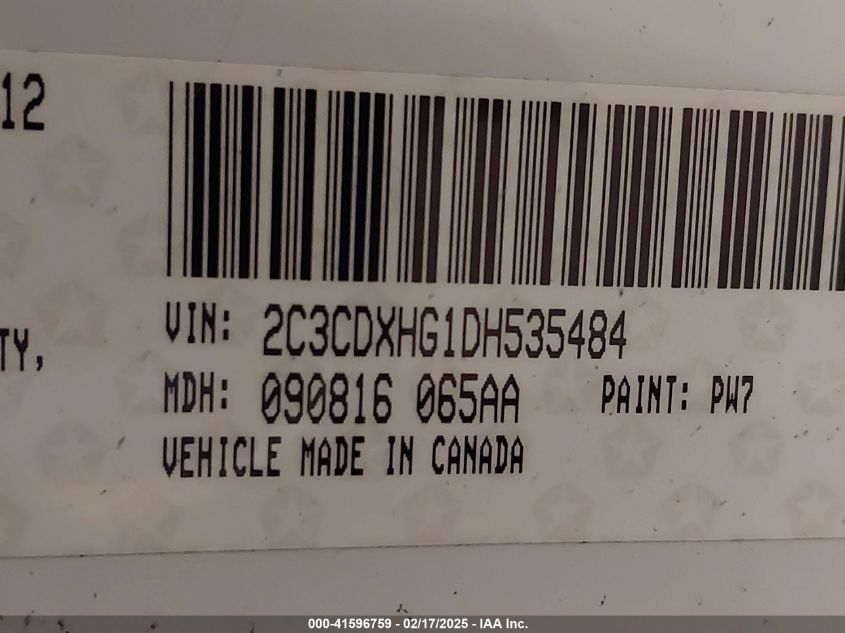 12
TY,
VIN: 2C3CDXHG1DH535484
MDH: 090816 065AA PAINT: PW7
VEHICLE MADE IN CANADA
000-41596759 - 02/17/2025 - IAA Inc.